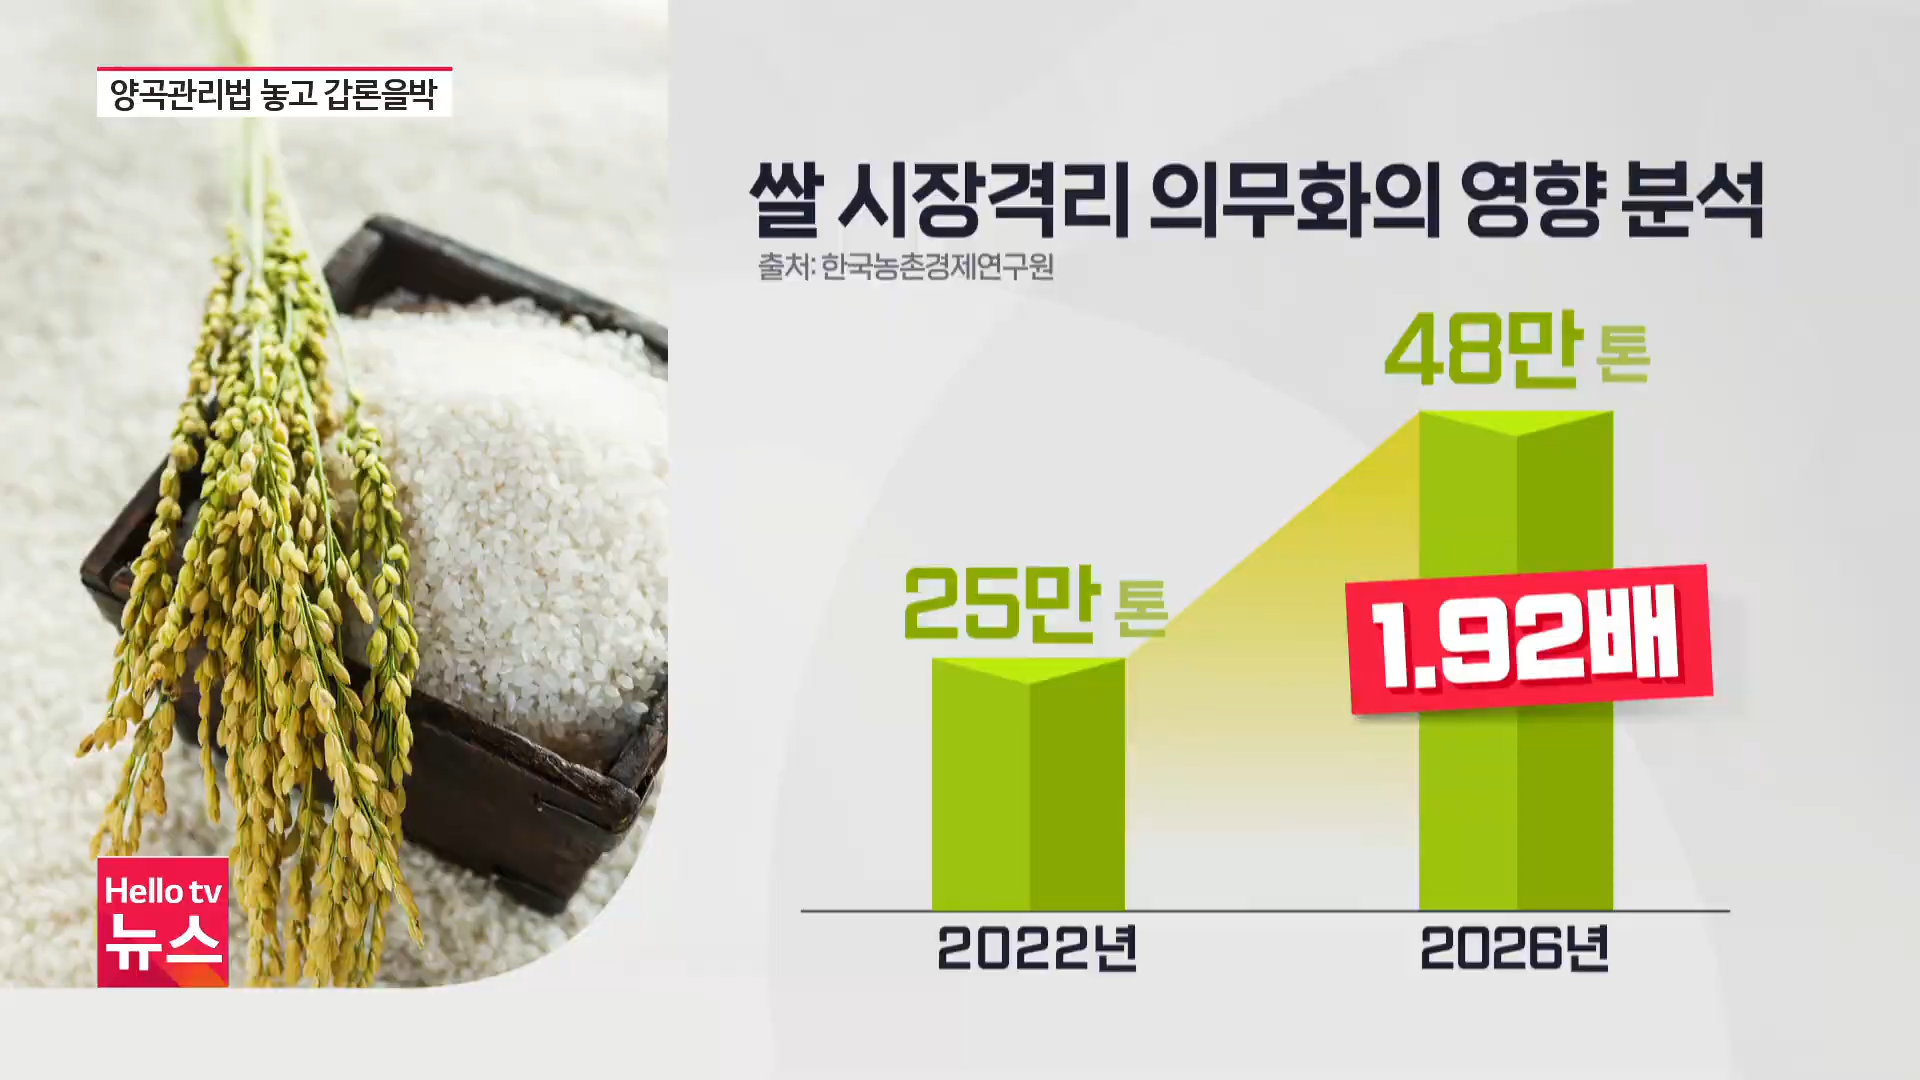 양곡관리법 놓고 갑론을박
쌀 시장격리 의무화의 영향 분석
출처: 한국농촌경제연구원
48만 톤
25만 톤
1.92배
2022년
2026년
Hello tv
뉴스